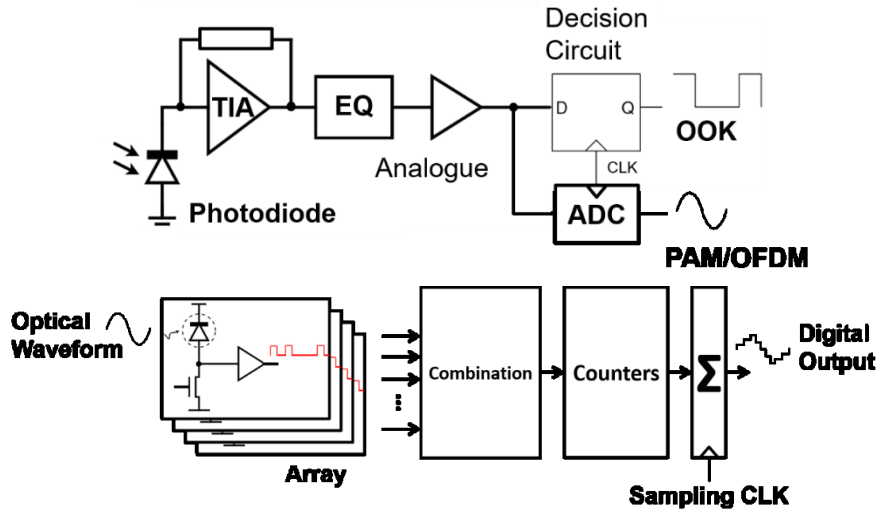 Decision
Circuit
TIA
EQ
D
Q
OOK
Analogue
CLK
Photodiode
ADC
PAM/OFDM
Optical
Waveform
Combination
Counters
Σ
Digital
Output
...
Array
Sampling CLK